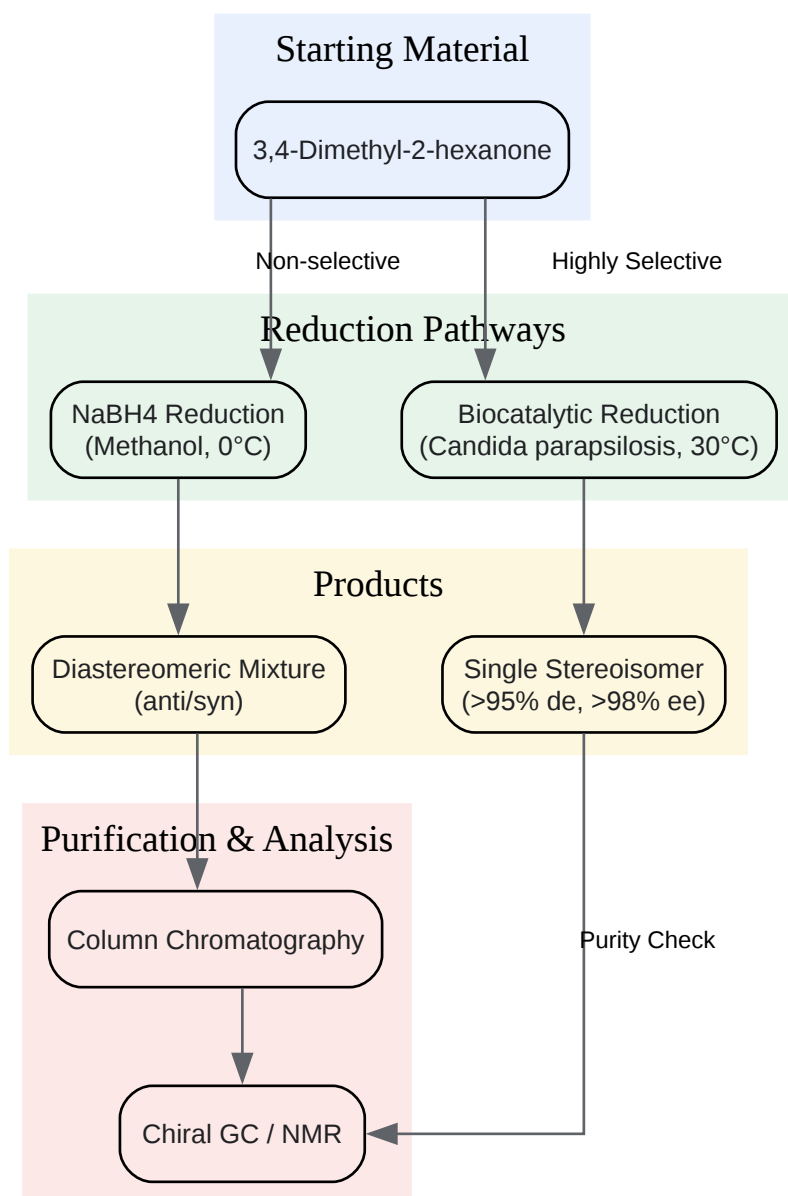 Starting Material
3,4-Dimethyl-2-hexanone
Non-selective
Highly Selective
Reduction Pathways
NaBH4 Reduction
(Methanol, 0°C)
Biocatalytic Reduction
(Candida parapsilosis, 30°C)
Products
Diastereomeric Mixture
(anti/syn)
Single Stereoisomer
(>95% de, >98% ee)
Purification & Analysis
Column Chromatography
Purity Check
Chiral GC / NMR